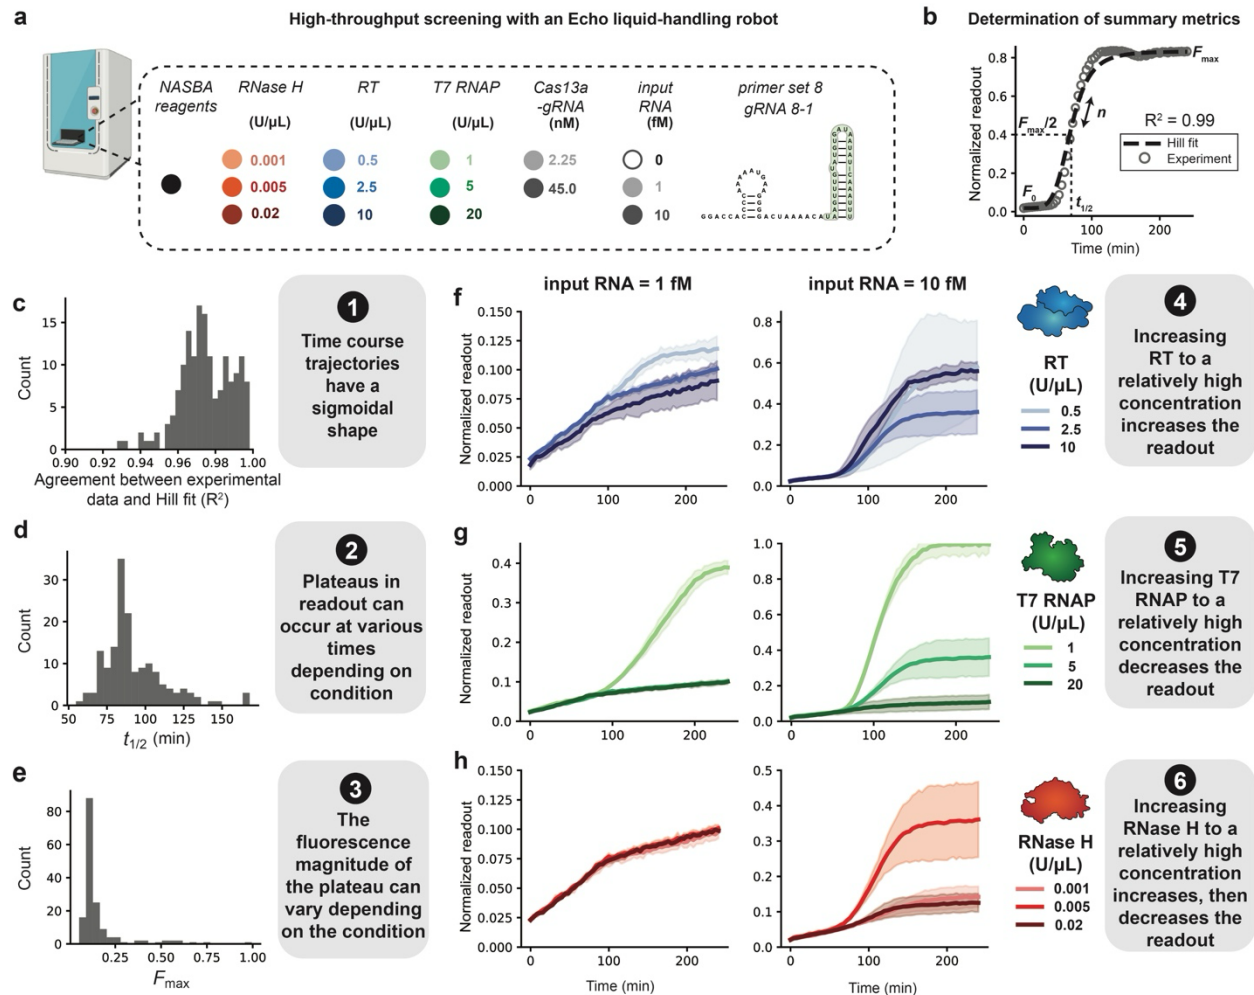 a
High-throughput screening with an Echo liquid-handling robot
NASBA
reagents
RNase H
(U/μL)
0.001
0.005
0.02
RT
(U/μL)
0.5
2.5
10
T7 RNAP
(U/μL)
1
5
20
Cas13a
-gRNA
(nM)
2.25
45.0
input
RNA
(fM)
0
1
10
primer set 8
gRNA 8-1
GGACCAC
GACUAAAACA
b
Determination of summary metrics
Normalized readout
0.8
0.6
0.4
0.2
0.0
Fmax
Fmax/2
n
R² = 0.99
Hill fit
Experiment
F0
t1/2
0
100
200
Time (min)
c
Count
15
10
5
0
0.90
0.92
0.94
0.96
0.98
1.00
Agreement between experimental
data and Hill fit (R²)
1
Time course
trajectories
have a
sigmoidal
shape
d
Count
30
20
10
0
50
75
100
125
150
t1/2 (min)
2
Plateaus in
readout can
occur at various
times
depending on
condition
e
Count
80
60
40
20
0
0.25
0.50
0.75
1.00
Fmax
3
The
fluorescence
magnitude of
the plateau can
vary depending
on the condition
input RNA = 1 fM
input RNA = 10 fM
f
Normalized readout
0.150
0.125
0.100
0.075
0.050
0.025
0.000
0
100
200
0.8
0.6
0.4
0.2
0.0
0
100
200
RT
(U/μL)
0.5
2.5
10
4
Increasing
RT to a
relatively high
concentration
increases the
readout
g
Normalized readout
0.4
0.3
0.2
0.1
0.0
0
100
200
1.0
0.8
0.6
0.4
0.2
0.0
0
100
200
T7 RNAP
(U/μL)
1
5
20
5
Increasing T7
RNAP to a
relatively high
concentration
decreases the
readout
h
Normalized readout
0.150
0.125
0.100
0.075
0.050
0.025
0.000
0
100
200
Time (min)
0.5
0.4
0.3
0.2
0.1
0.0
0
100
200
Time (min)
RNase H
(U/μL)
0.001
0.005
0.02
6
Increasing
RNase H to a
relatively high
concentration
increases, then
decreases the
readout